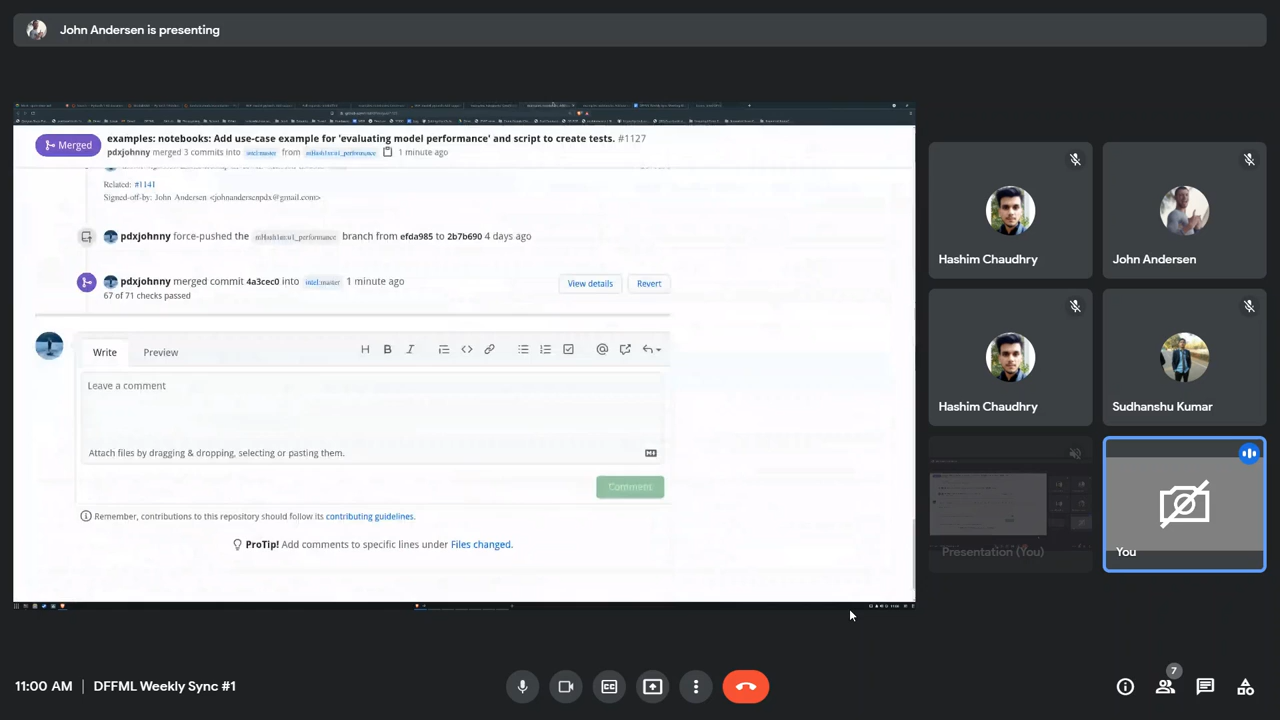 John Andersen is presenting
Merged
examples: notebooks: Add use-case example for 'evaluating model performance' and script to create tests. #1127
pdxjohnny merged 3 commits into intel:master from 1 minute ago
Related: #1141
Signed-off-by: John Andersen <johnandersenpdx@gmail.com>
pdxjohnny force-pushed the branch from efda985 to 2b7b690 4 days ago
pdxjohnny merged commit 4a3cec0 into intel:master 1 minute ago
View details
Revert
67 of 71 checks passed
Write
Preview
Leave a comment
Attach files by dragging & dropping, selecting or pasting them.
Comment
Remember, contributions to this repository should follow its contributing guidelines.
ProTip! Add comments to specific lines under Files changed.
Hashim Chaudhry
John Andersen
Hashim Chaudhry
Sudhanshu Kumar
Presentation (You)
You
11:00 AM | DFFML Weekly Sync #1
7